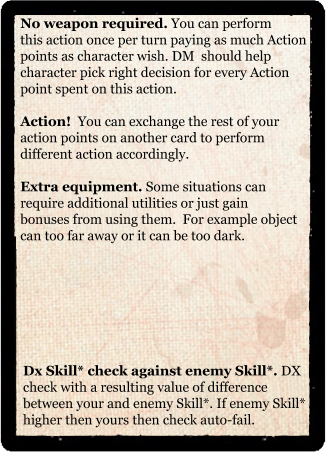 No weapon required. You can perform
this action once per turn paying as much Action
points as character wish. DM  should help
character pick right decision for every Action
point spent on this action.
Action!  You can exchange the rest of your
action points on another card to perform
different action accordingly.
Extra equipment. Some situations can
require additional utilities or just gain
bonuses from using them.  For example object
can too far away or it can be too dark.
Dx Skill* check against enemy Skill*. DX
check with a resulting value of difference
between your and enemy Skill*. If enemy Skill*
higher then yours then check auto-fail.